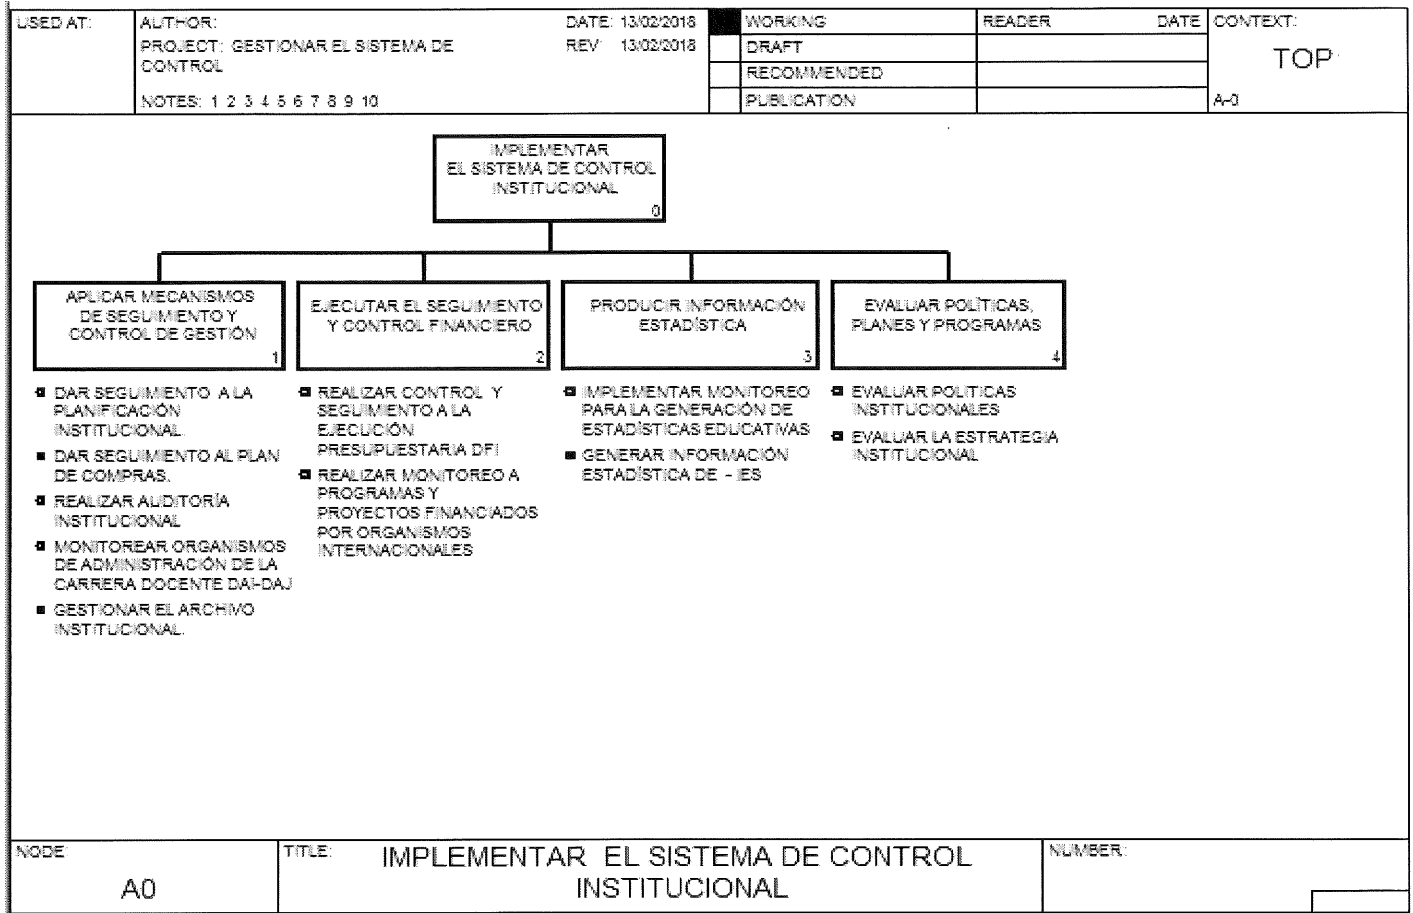 USED AT:
AUTHOR:
DATE: 13/02/2018
PROJECT: GESTIONAR EL SISTEMA DE
CONTROL
REV: 13/02/2018
NOTES: 1 2 3 4 5 6 7 8 9 10
WORKING
DRAFT
RECOMMENDED
PUBLICATION
READER
DATE
CONTEXT:
TOP
A-0
IMPLEMENTAR
EL SISTEMA DE CONTROL
INSTITUCIONAL
0
APLICAR MECANISMOS
DE SEGUIMIENTO Y
CONTROL DE GESTIÓN
1
DAR SEGUIMIENTO A LA
PLANIFICACIÓN
INSTITUCIONAL.
DAR SEGUIMIENTO AL PLAN
DE COMPRAS.
REALIZAR AUDITORÍA
INSTITUCIONAL
MONITOREAR ORGANISMOS
DE ADMINISTRACIÓN DE LA
CARRERA DOCENTE DAI-DAJ
GESTIONAR EL ARCHIVO
INSTITUCIONAL.
EJECUTAR EL SEGUIMIENTO
Y CONTROL FINANCIERO
2
REALIZAR CONTROL Y
SEGUIMIENTO A LA
EJECUCIÓN
PRESUPUESTARIA DFI
REALIZAR MONITOREO A
PROGRAMAS Y
PROYECTOS FINANCIADOS
POR ORGANISMOS
INTERNACIONALES
PRODUCIR INFORMACIÓN
ESTADÍSTICA
3
IMPLEMENTAR MONITOREO
PARA LA GENERACIÓN DE
ESTADÍSTICAS EDUCATIVAS
GENERAR INFORMACIÓN
ESTADÍSTICA DE - IES
EVALUAR POLÍTICAS,
PLANES Y PROGRAMAS
4
EVALUAR POLITICAS
INSTITUCIONALES
EVALUAR LA ESTRATEGIA
INSTITUCIONAL
NODE:
A0
TITLE:
IMPLEMENTAR EL SISTEMA DE CONTROL
INSTITUCIONAL
NUMBER: